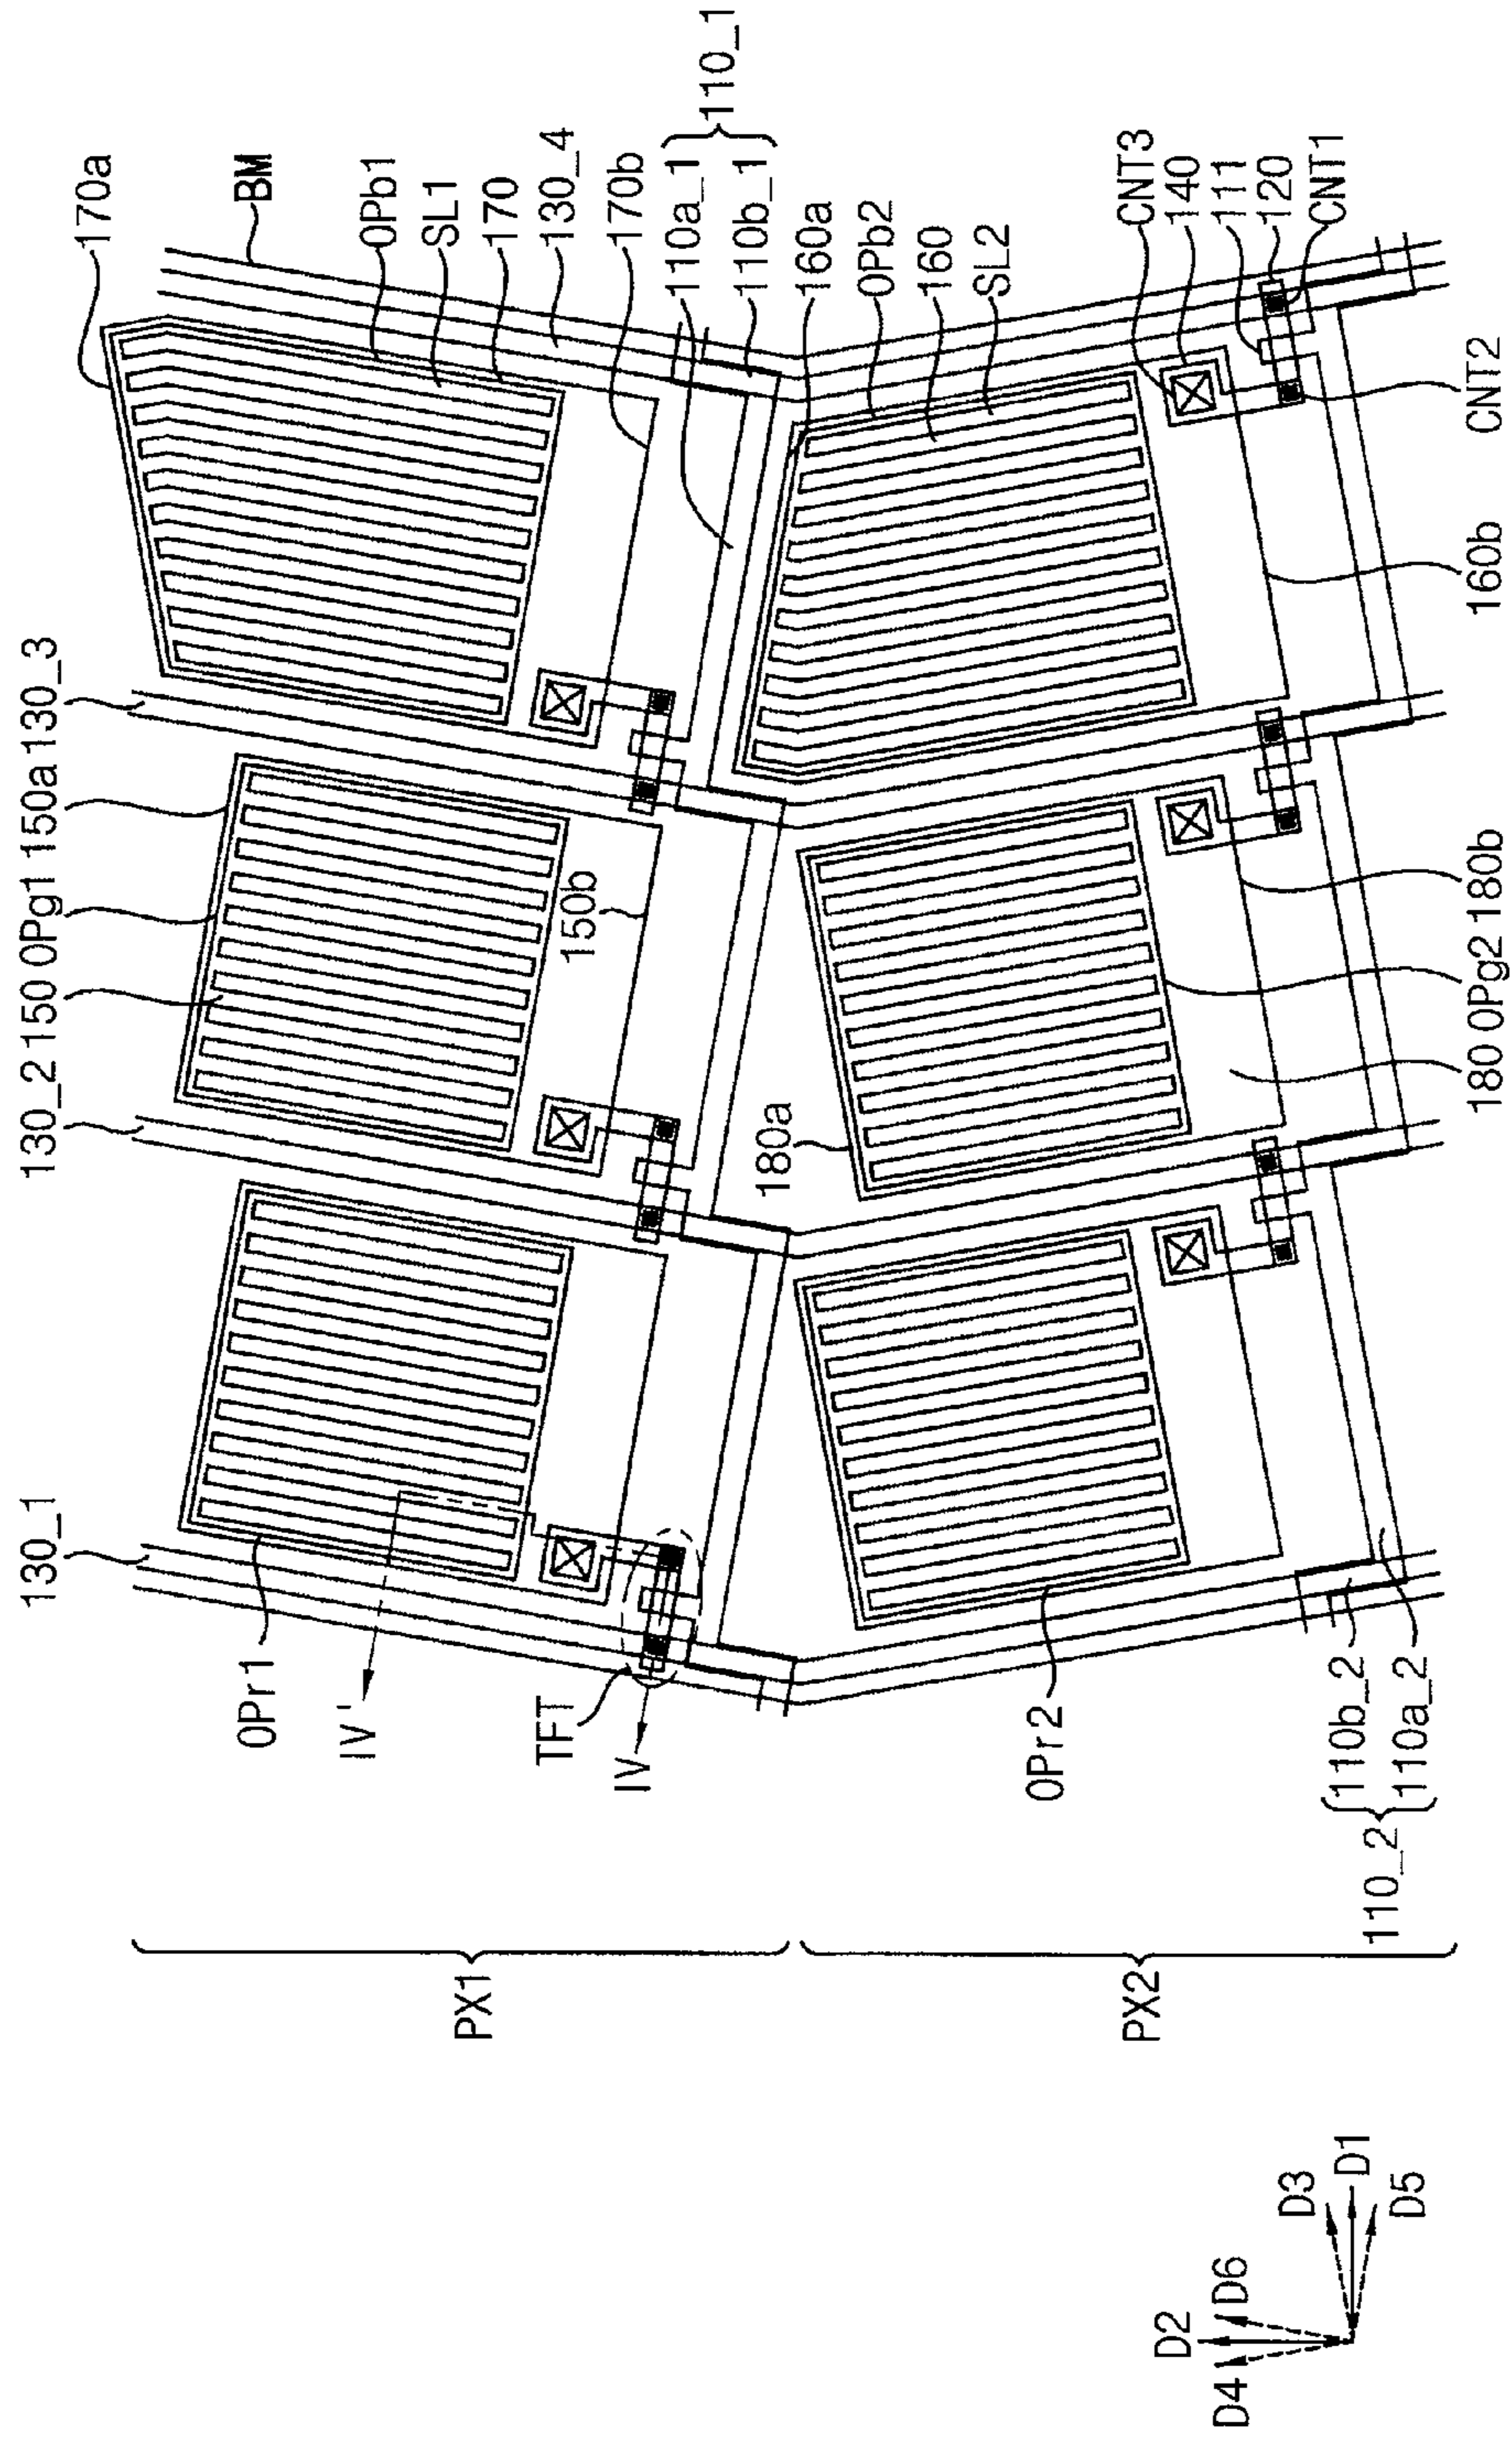 130_1
130_2 150 OPg1 150a 130_3
170a
BM
OPr1
IV'
OPb1
SL1
PX1
170
TFT
130_4
150b
IV
170b
110a_1
110_1
110b_1
180a
160a
OPb2
160
SL2
OPr2
PX2
CNT3
140
111
120
CNT1
110b_2
110_2
110a_2
180 OPg2 180b
160b
CNT2
D2
D4
D6
D3
D1
D5